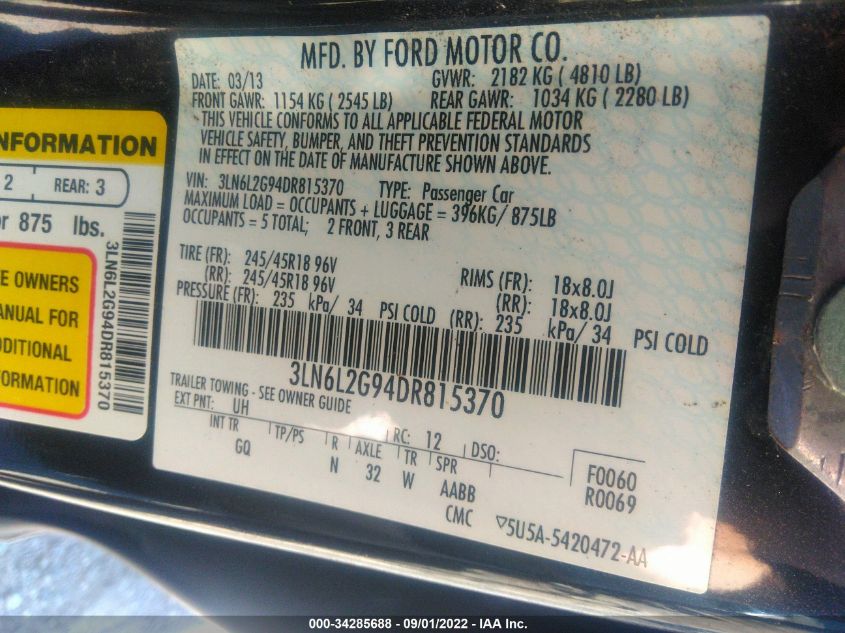 MFD. BY FORD MOTOR CO.
DATE: 03/13 GVWR: 2182 KG ( 4810 LB)
FRONT GAWR: 1154 KG ( 2545 LB) REAR GAWR: 1034 KG ( 2280 LB)
THIS VEHICLE CONFORMS TO ALL APPLICABLE FEDERAL MOTOR
VEHICLE SAFETY, BUMPER, AND THEFT PREVENTION STANDARDS
IN EFFECT ON THE DATE OF MANUFACTURE SHOWN ABOVE.
VIN: 3LN6L2G94DR815370 TYPE: Passenger Car
MAXIMUM LOAD = OCCUPANTS + LUGGAGE = 396KG/ 875LB
OCCUPANTS = 5 TOTAL; 2 FRONT, 3 REAR
TIRE (FR): 245/45R18 96V RIMS (FR): 18x8.0J
(RR): 245/45R18 96V (RR): 18x8.0J
PRESSURE (FR): 235 kPa/ 34 PSI COLD (RR): 235 kPa/ 34 PSI COLD
3LN6L2G94DR815370
TRAILER TOWING - SEE OWNER GUIDE
EXT PNT: UH RC: 12 DSO:
INT TR TP/PS R AXLE TR SPR
GQ N 32 W AABB
CMC
F0060
R0069
5U5A-5420472-AA
NFORMATION
2 REAR: 3
or 875 lbs.
3LN6L2G94DR815370
E OWNERS
MANUAL FOR
DDITIONAL
FORMATION
000-34285688 - 09/01/2022 - IAA Inc.